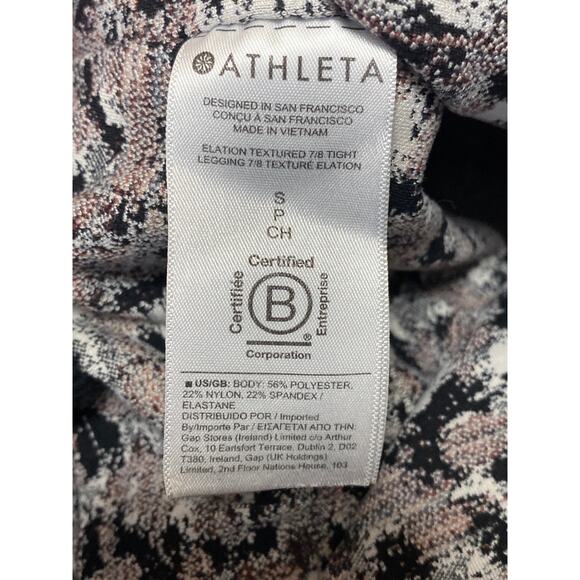 ATHLETA
DESIGNED IN SAN FRANCISCO
CONÇU À SAN FRANCISCO
MADE IN VIETNAM
ELATION TEXTURED 7/8 TIGHT
LEGGING 7/8 TEXTURÉ ELATION
S
P
CH
Certified
Certifiée
B
Entreprise
®
Corporation
US/GB: BODY: 56% POLYESTER,
22% NYLON, 22% SPANDEX /
ELASTANE
DISTRIBUIDO POR / Imported
By/Importe Par / ΕΙΣΑΓΕΤΑΙ ΑΠΟ ΤΗΝ:
Gap Stores (Ireland) Limited c/o Arthur
Cox, 10 Earlsfort Terrace, Dublin 2, D02
T380, Ireland, Gap (UK Holdings)
Limited, 2nd Floor Nations House, 103